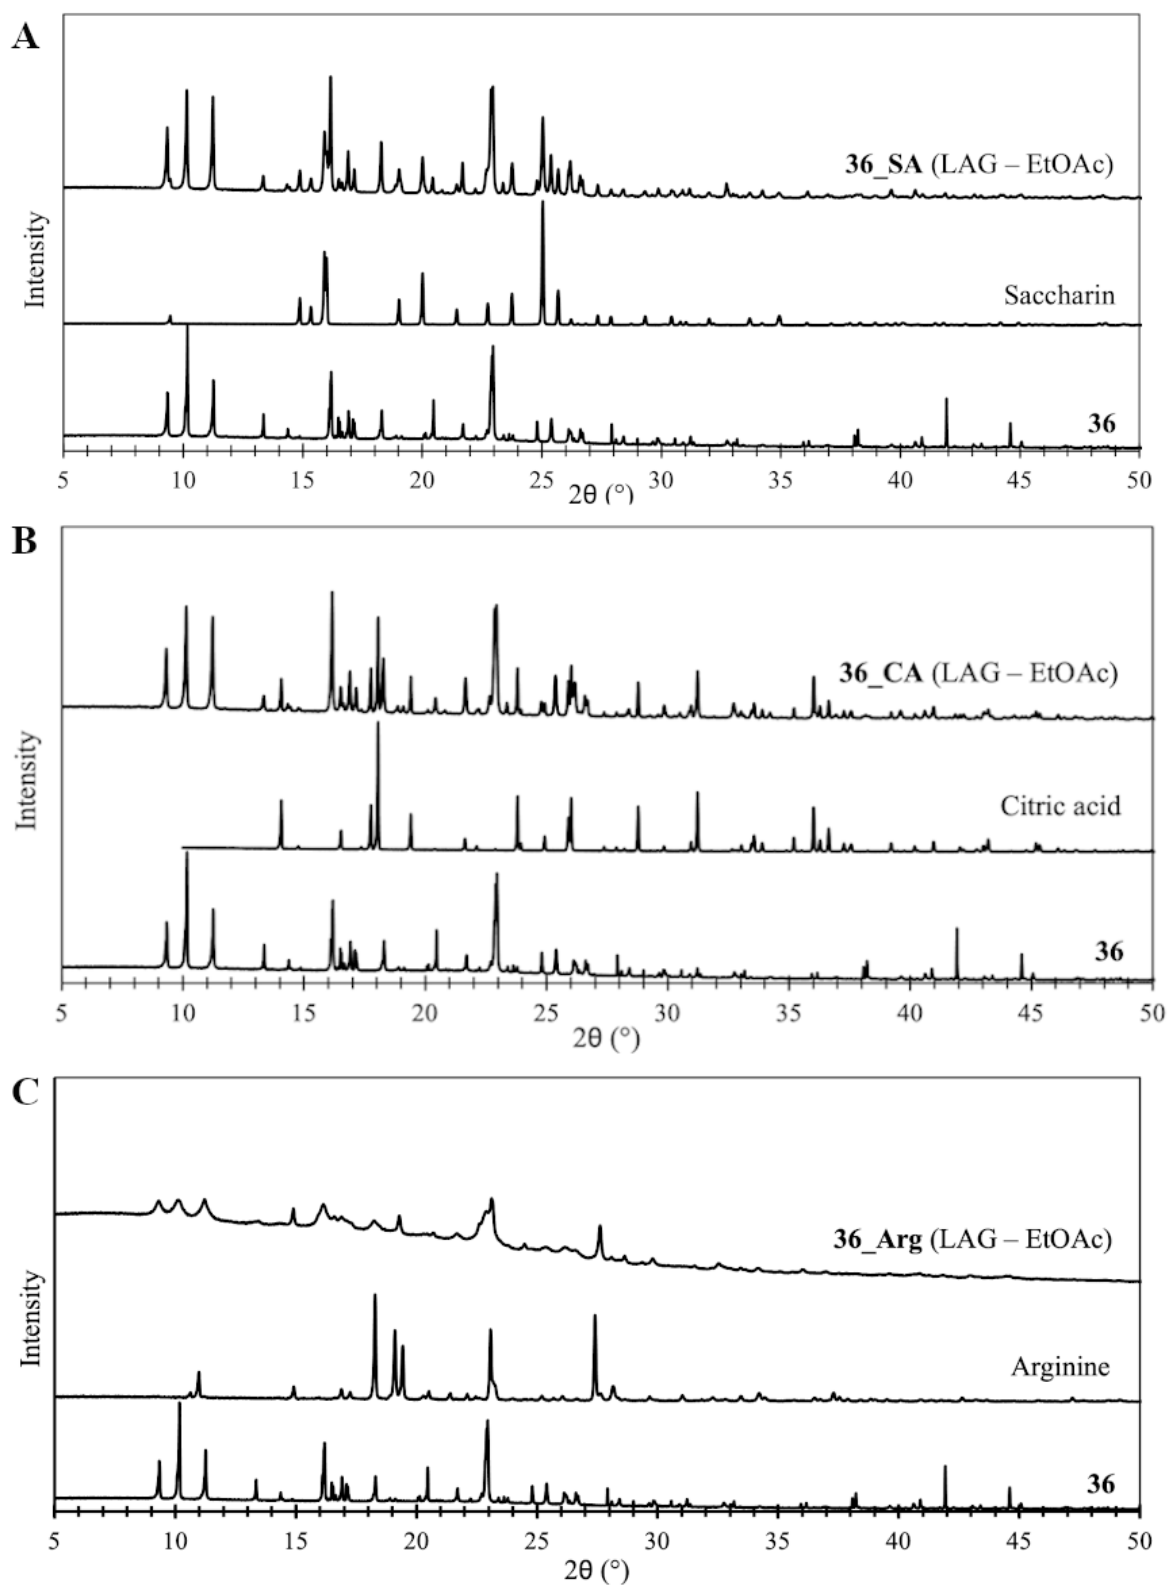 A
36_SA (LAG – EtOAc)
Saccharin
36
Intensity
5 10 15 20 25 30 35 40 45 50
2θ (°)
B
36_CA (LAG – EtOAc)
Citric acid
36
Intensity
5 10 15 20 25 30 35 40 45 50
2θ (°)
C
36_Arg (LAG – EtOAc)
Arginine
36
Intensity
5 10 15 20 25 30 35 40 45 50
2θ (°)